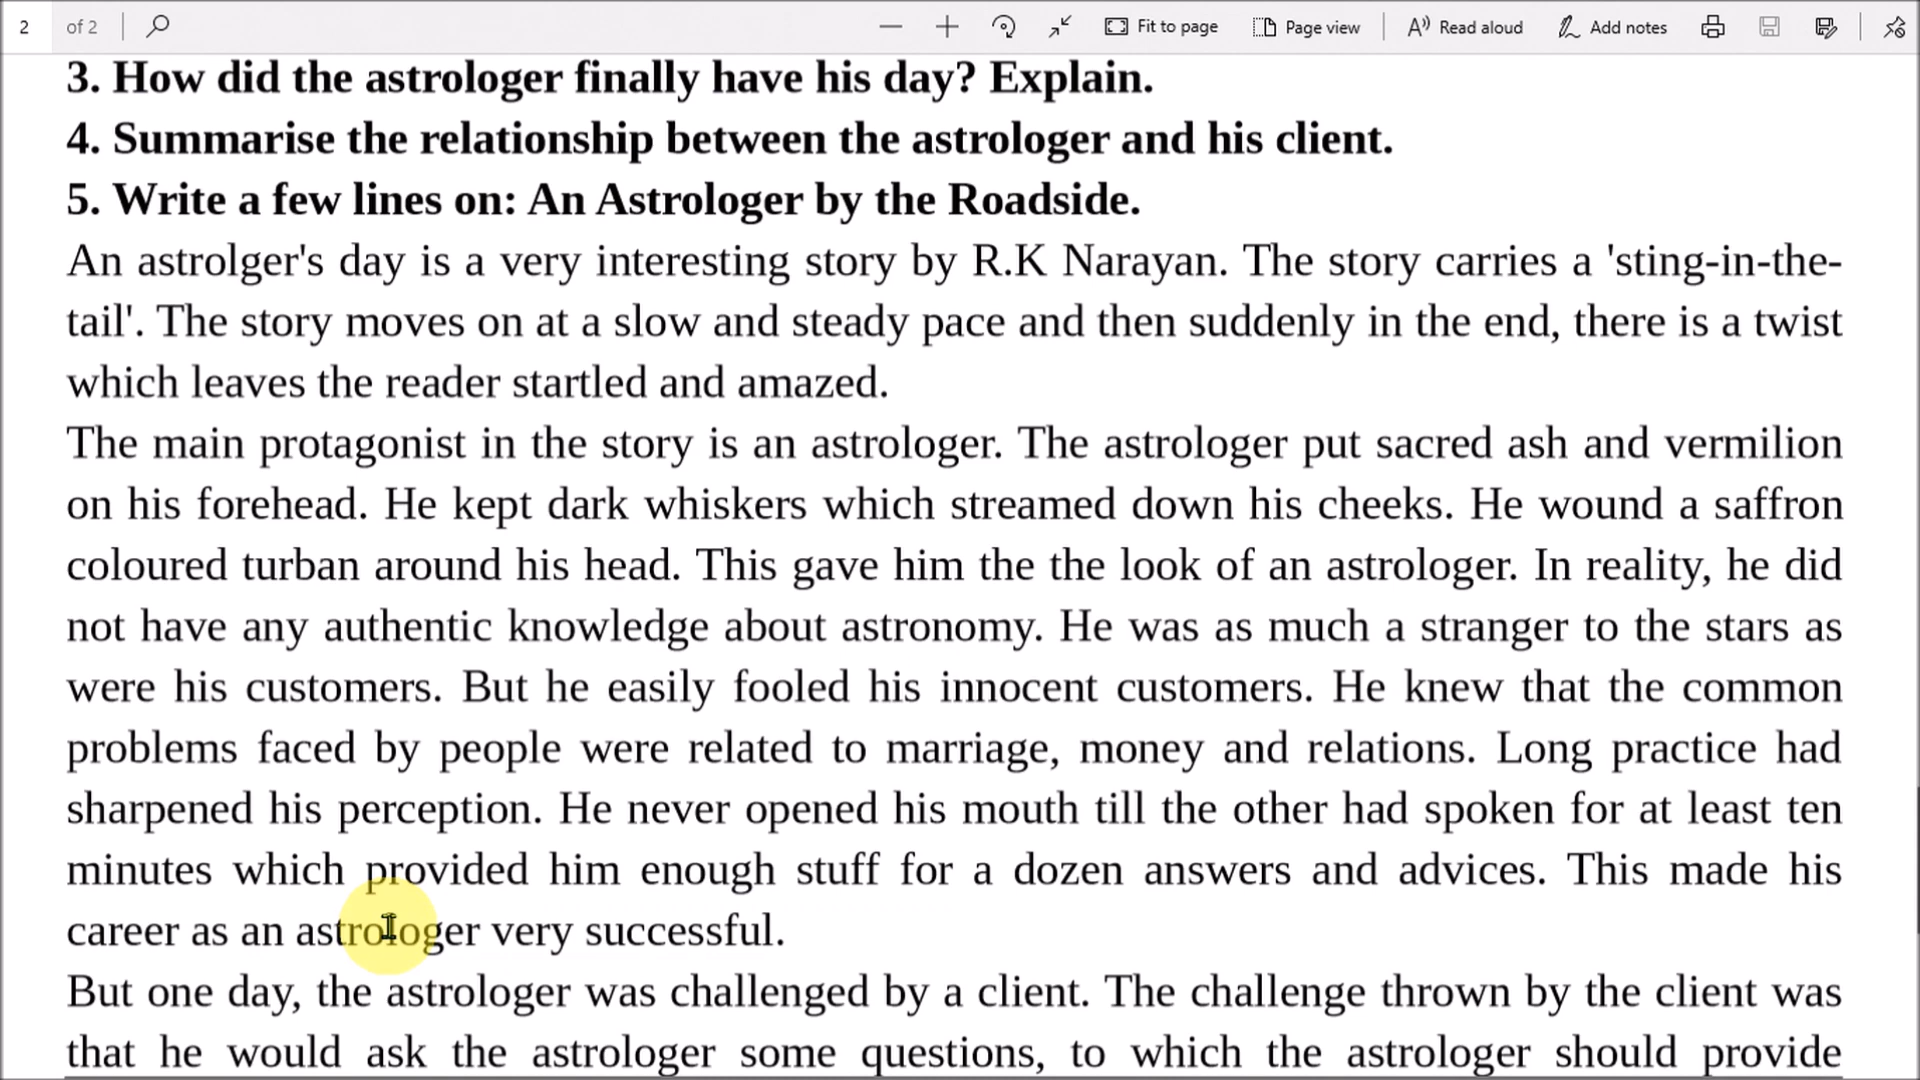 2 of 2 Fit to page Page view Read aloud Add notes
3. How did the astrologer finally have his day? Explain.
4. Summarise the relationship between the astrologer and his client.
5. Write a few lines on: An Astrologer by the Roadside.
An astrolger's day is a very interesting story by R.K Narayan. The story carries a 'sting-in-the-
tail'. The story moves on at a slow and steady pace and then suddenly in the end, there is a twist
which leaves the reader startled and amazed.
The main protagonist in the story is an astrologer. The astrologer put sacred ash and vermilion
on his forehead. He kept dark whiskers which streamed down his cheeks. He wound a saffron
coloured turban around his head. This gave him the the look of an astrologer. In reality, he did
not have any authentic knowledge about astronomy. He was as much a stranger to the stars as
were his customers. But he easily fooled his innocent customers. He knew that the common
problems faced by people were related to marriage, money and relations. Long practice had
sharpened his perception. He never opened his mouth till the other had spoken for at least ten
minutes which provided him enough stuff for a dozen answers and advices. This made his
career as an astrologer very successful.
But one day, the astrologer was challenged by a client. The challenge thrown by the client was
that he would ask the astrologer some questions, to which the astrologer should provide